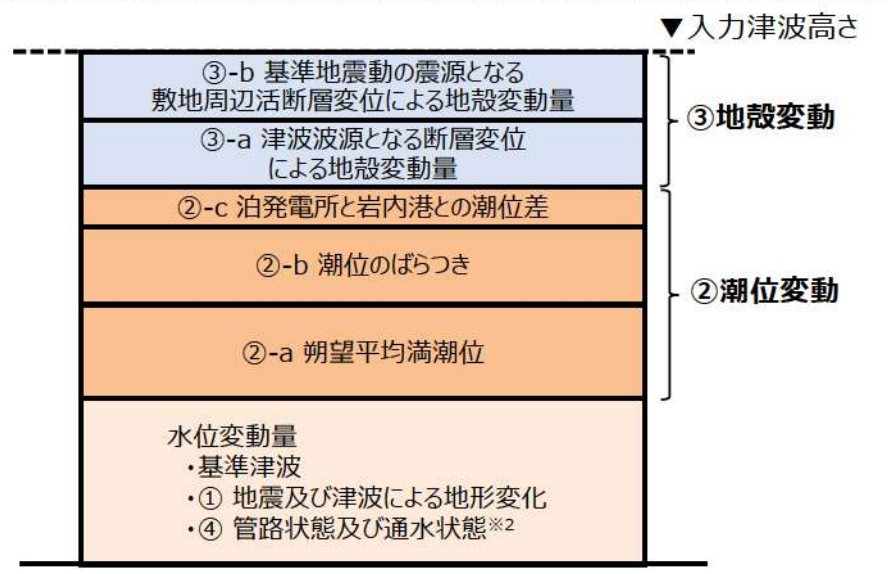 ▼入力津波高さ
③-b 基準地震動の震源となる
敷地周辺活断層変位による地殻変動量
③-a 津波波源となる断層変位
による地殻変動量
③地殻変動
②-c 泊発電所と岩内港との潮位差
②-b 潮位のばらつき
②潮位変動
②-a 朔望平均満潮位
水位変動量
・基準津波
・① 地震及び津波による地形変化
・④ 管路状態及び通水状態※2